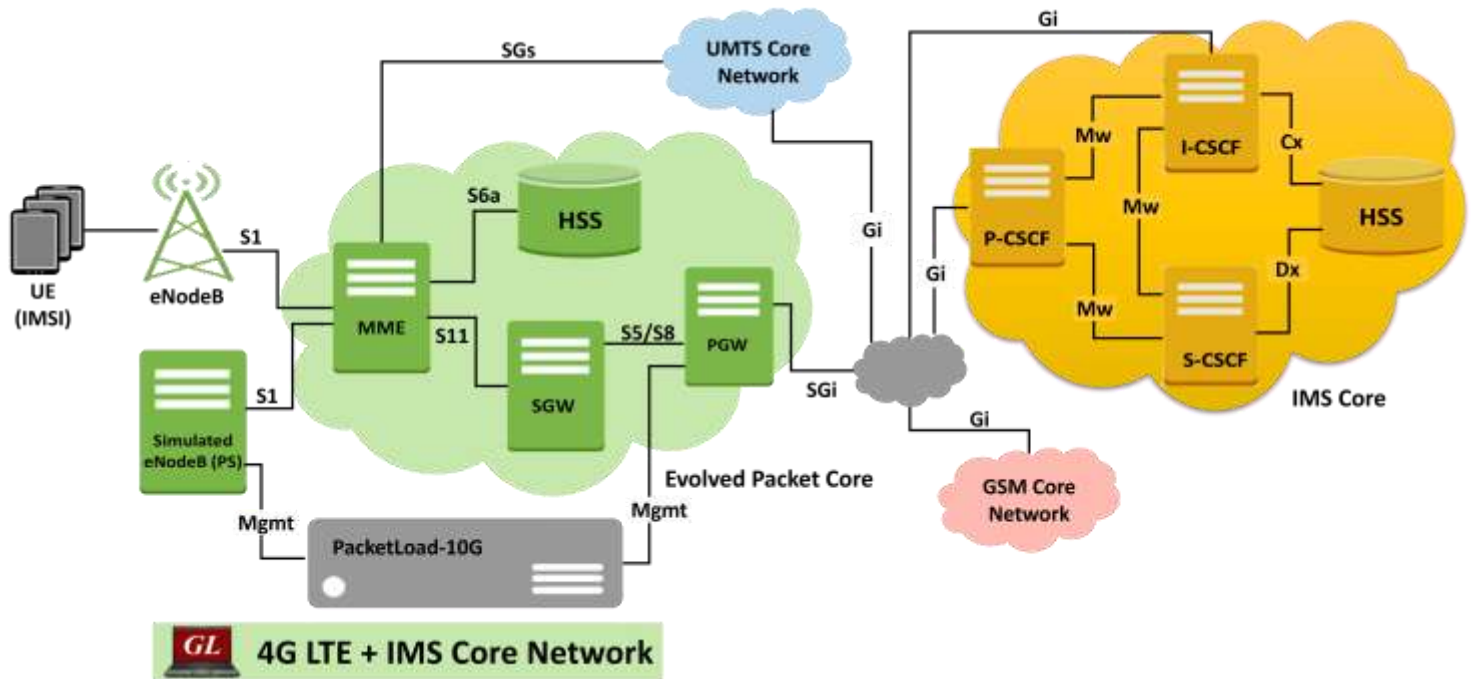 Gi
SGs
UMTS Core
Network
Mw
I-CSCF
Cx
S6a
HSS
Mw
HSS
P-CSCF
S1
Gi
Gi
Dx
UE
(IMSI)
eNodeB
MME
Mw
S11
S5/S8
PGW
S-CSCF
SGi
IMS Core
S1
SGW
Gi
Simulated
eNodeB (PS)
Evolved Packet Core
GSM Core
Network
Mgmt
Mgmt
PacketLoad-10G
GL
4G LTE + IMS Core Network